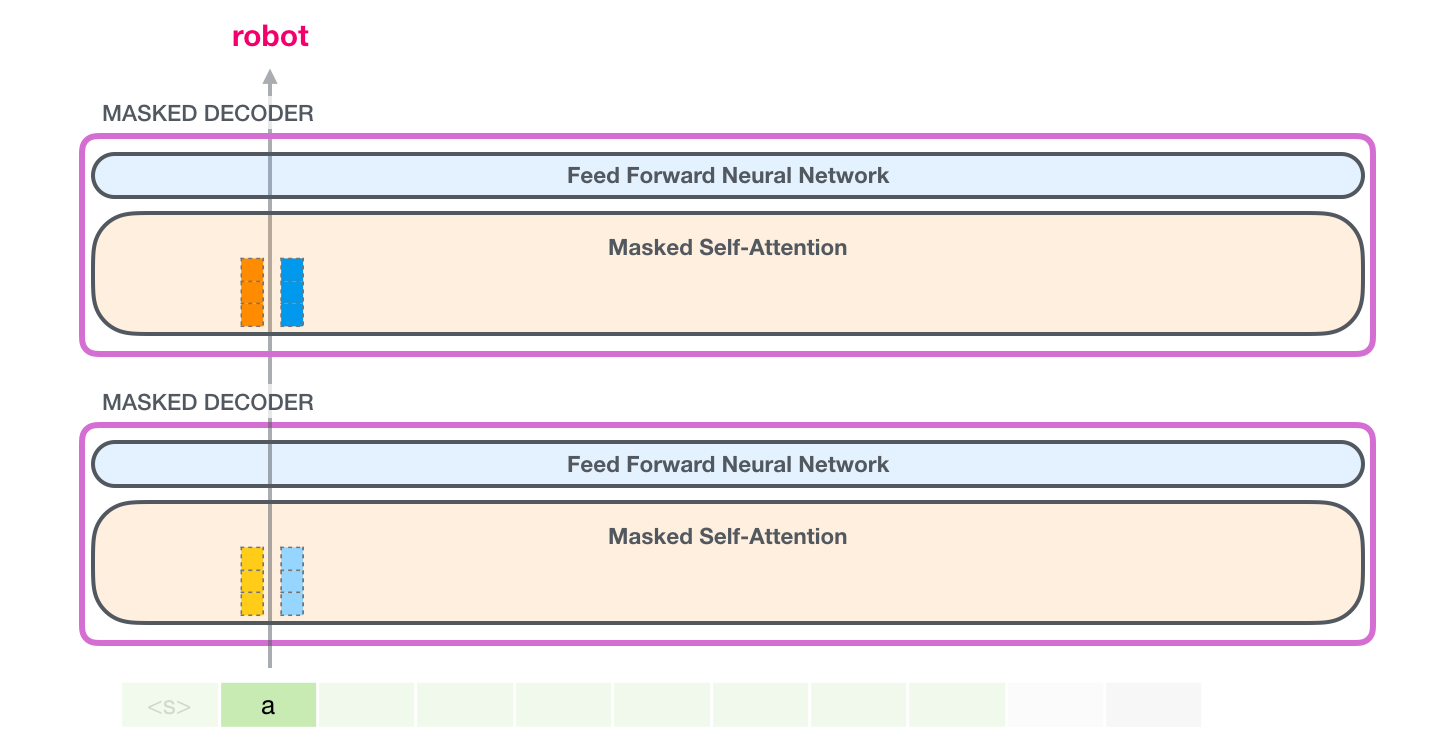 robot
MASKED DECODER
Feed Forward Neural Network
Masked Self-Attention
MASKED DECODER
Feed Forward Neural Network
Masked Self-Attention
<s> a